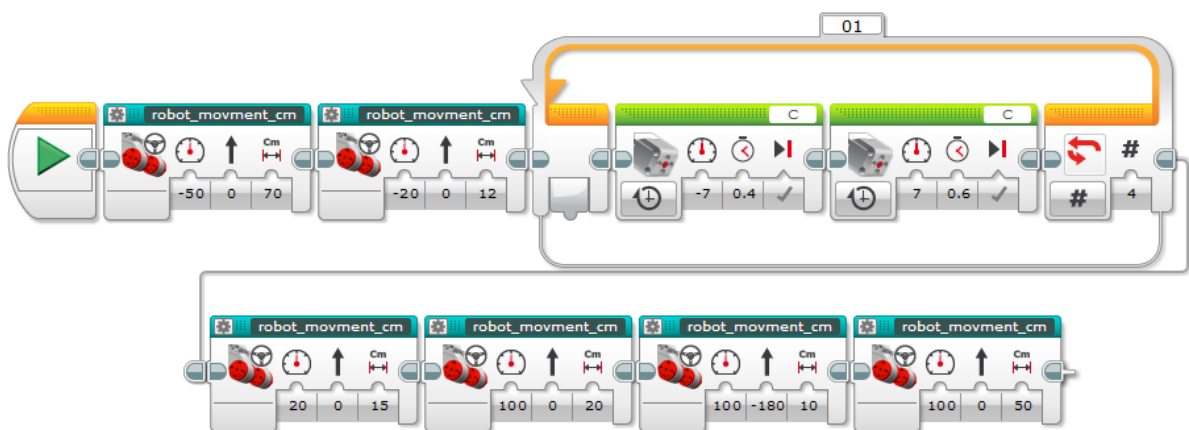 01
robot_movment_cm
robot_movment_cm
C
C
Cm
Cm
#
-50 0 70
-20 0 12
-7 0.4
7 0.6
#
4
robot_movment_cm
robot_movment_cm
robot_movment_cm
robot_movment_cm
Cm
Cm
Cm
Cm
20 0 15
100 0 20
100 -180 10
100 0 50